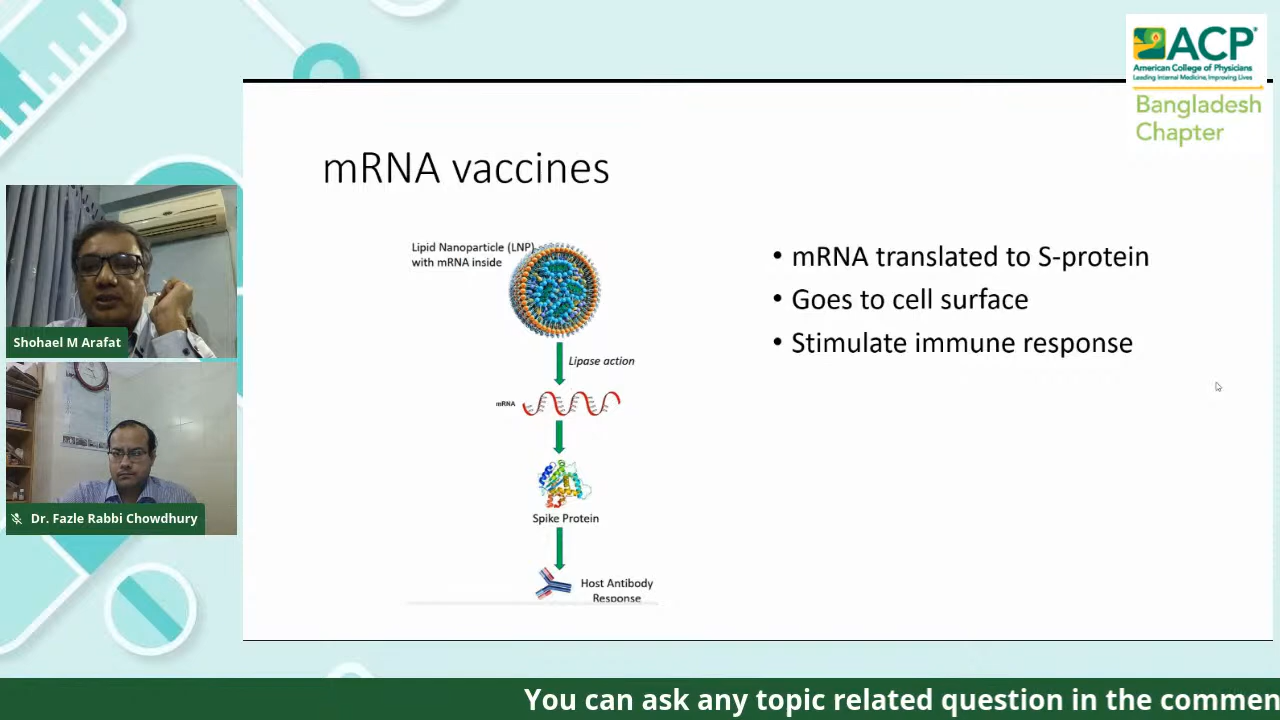 ACP
American College of Physicians
Leading Internal Medicine, Improving Lives
Bangladesh
Chapter
mRNA vaccines
Lipid Nanoparticle (LNP)
with mRNA inside
Lipase action
mRNA
Spike Protein
Host Antibody
Response
• mRNA translated to S-protein
• Goes to cell surface
• Stimulate immune response
Shohael M Arafat
Dr. Fazle Rabbi Chowdhury
You can ask any topic related question in the commen